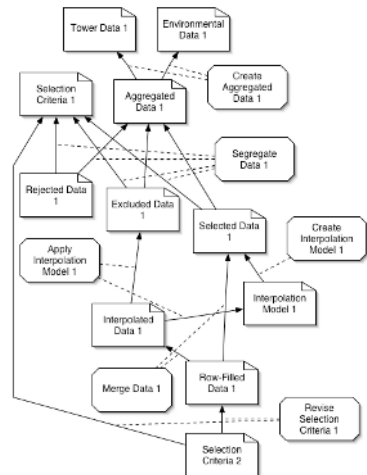 Tower Data 1
Environmental
Data 1
Selection
Criteria 1
Aggregated
Data 1
Create
Aggregated
Data 1
Segregate
Data 1
Rejected Data
1
Excluded Data
1
Selected Data
1
Create
Interpolation
Model 1
Apply
Interpolation
Model 1
Interpolated
Data 1
Interpolation
Model 1
Merge Data 1
Row-Filled
Data 1
Revise
Selection
Criteria 1
Selection
Criteria 2